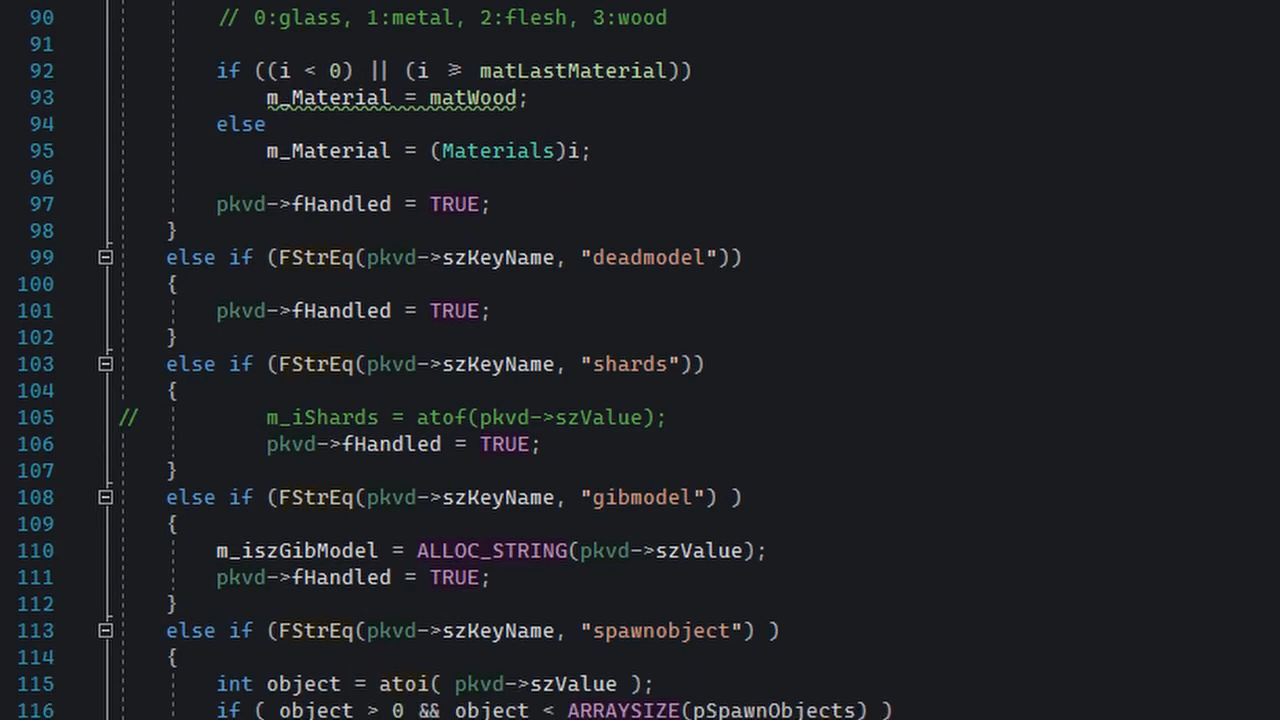 90 // 0:glass, 1:metal, 2:flesh, 3:wood
91
92 if ((i < 0) || (i >= matLastMaterial))
93 m_Material = matWood;
94 else
95 m_Material = (Materials)i;
96
97 pkvd->fHandled = TRUE;
98 }
99 else if (FStrEq(pkvd->szKeyName, "deadmodel"))
100 {
101 pkvd->fHandled = TRUE;
102 }
103 else if (FStrEq(pkvd->szKeyName, "shards"))
104 {
105 // m_iShards = atof(pkvd->szValue);
106 pkvd->fHandled = TRUE;
107 }
108 else if (FStrEq(pkvd->szKeyName, "gibmodel") )
109 {
110 m_iszGibModel = ALLOC_STRING(pkvd->szValue);
111 pkvd->fHandled = TRUE;
112 }
113 else if (FStrEq(pkvd->szKeyName, "spawnobject") )
114 {
115 int object = atoi( pkvd->szValue );
116 if ( object > 0 && object < ARRAYSIZE(pSpawnObjects) )